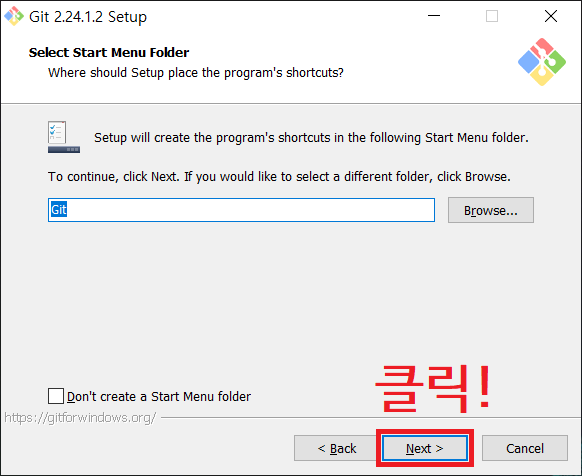 Git 2.24.1.2 Setup
Select Start Menu Folder
Where should Setup place the program's shortcuts?
Setup will create the program's shortcuts in the following Start Menu folder.
To continue, click Next. If you would like to select a different folder, click Browse.
Git
Browse...
클릭!
Don't create a Start Menu folder
https://gitforwindows.org/
< Back
Next >
Cancel